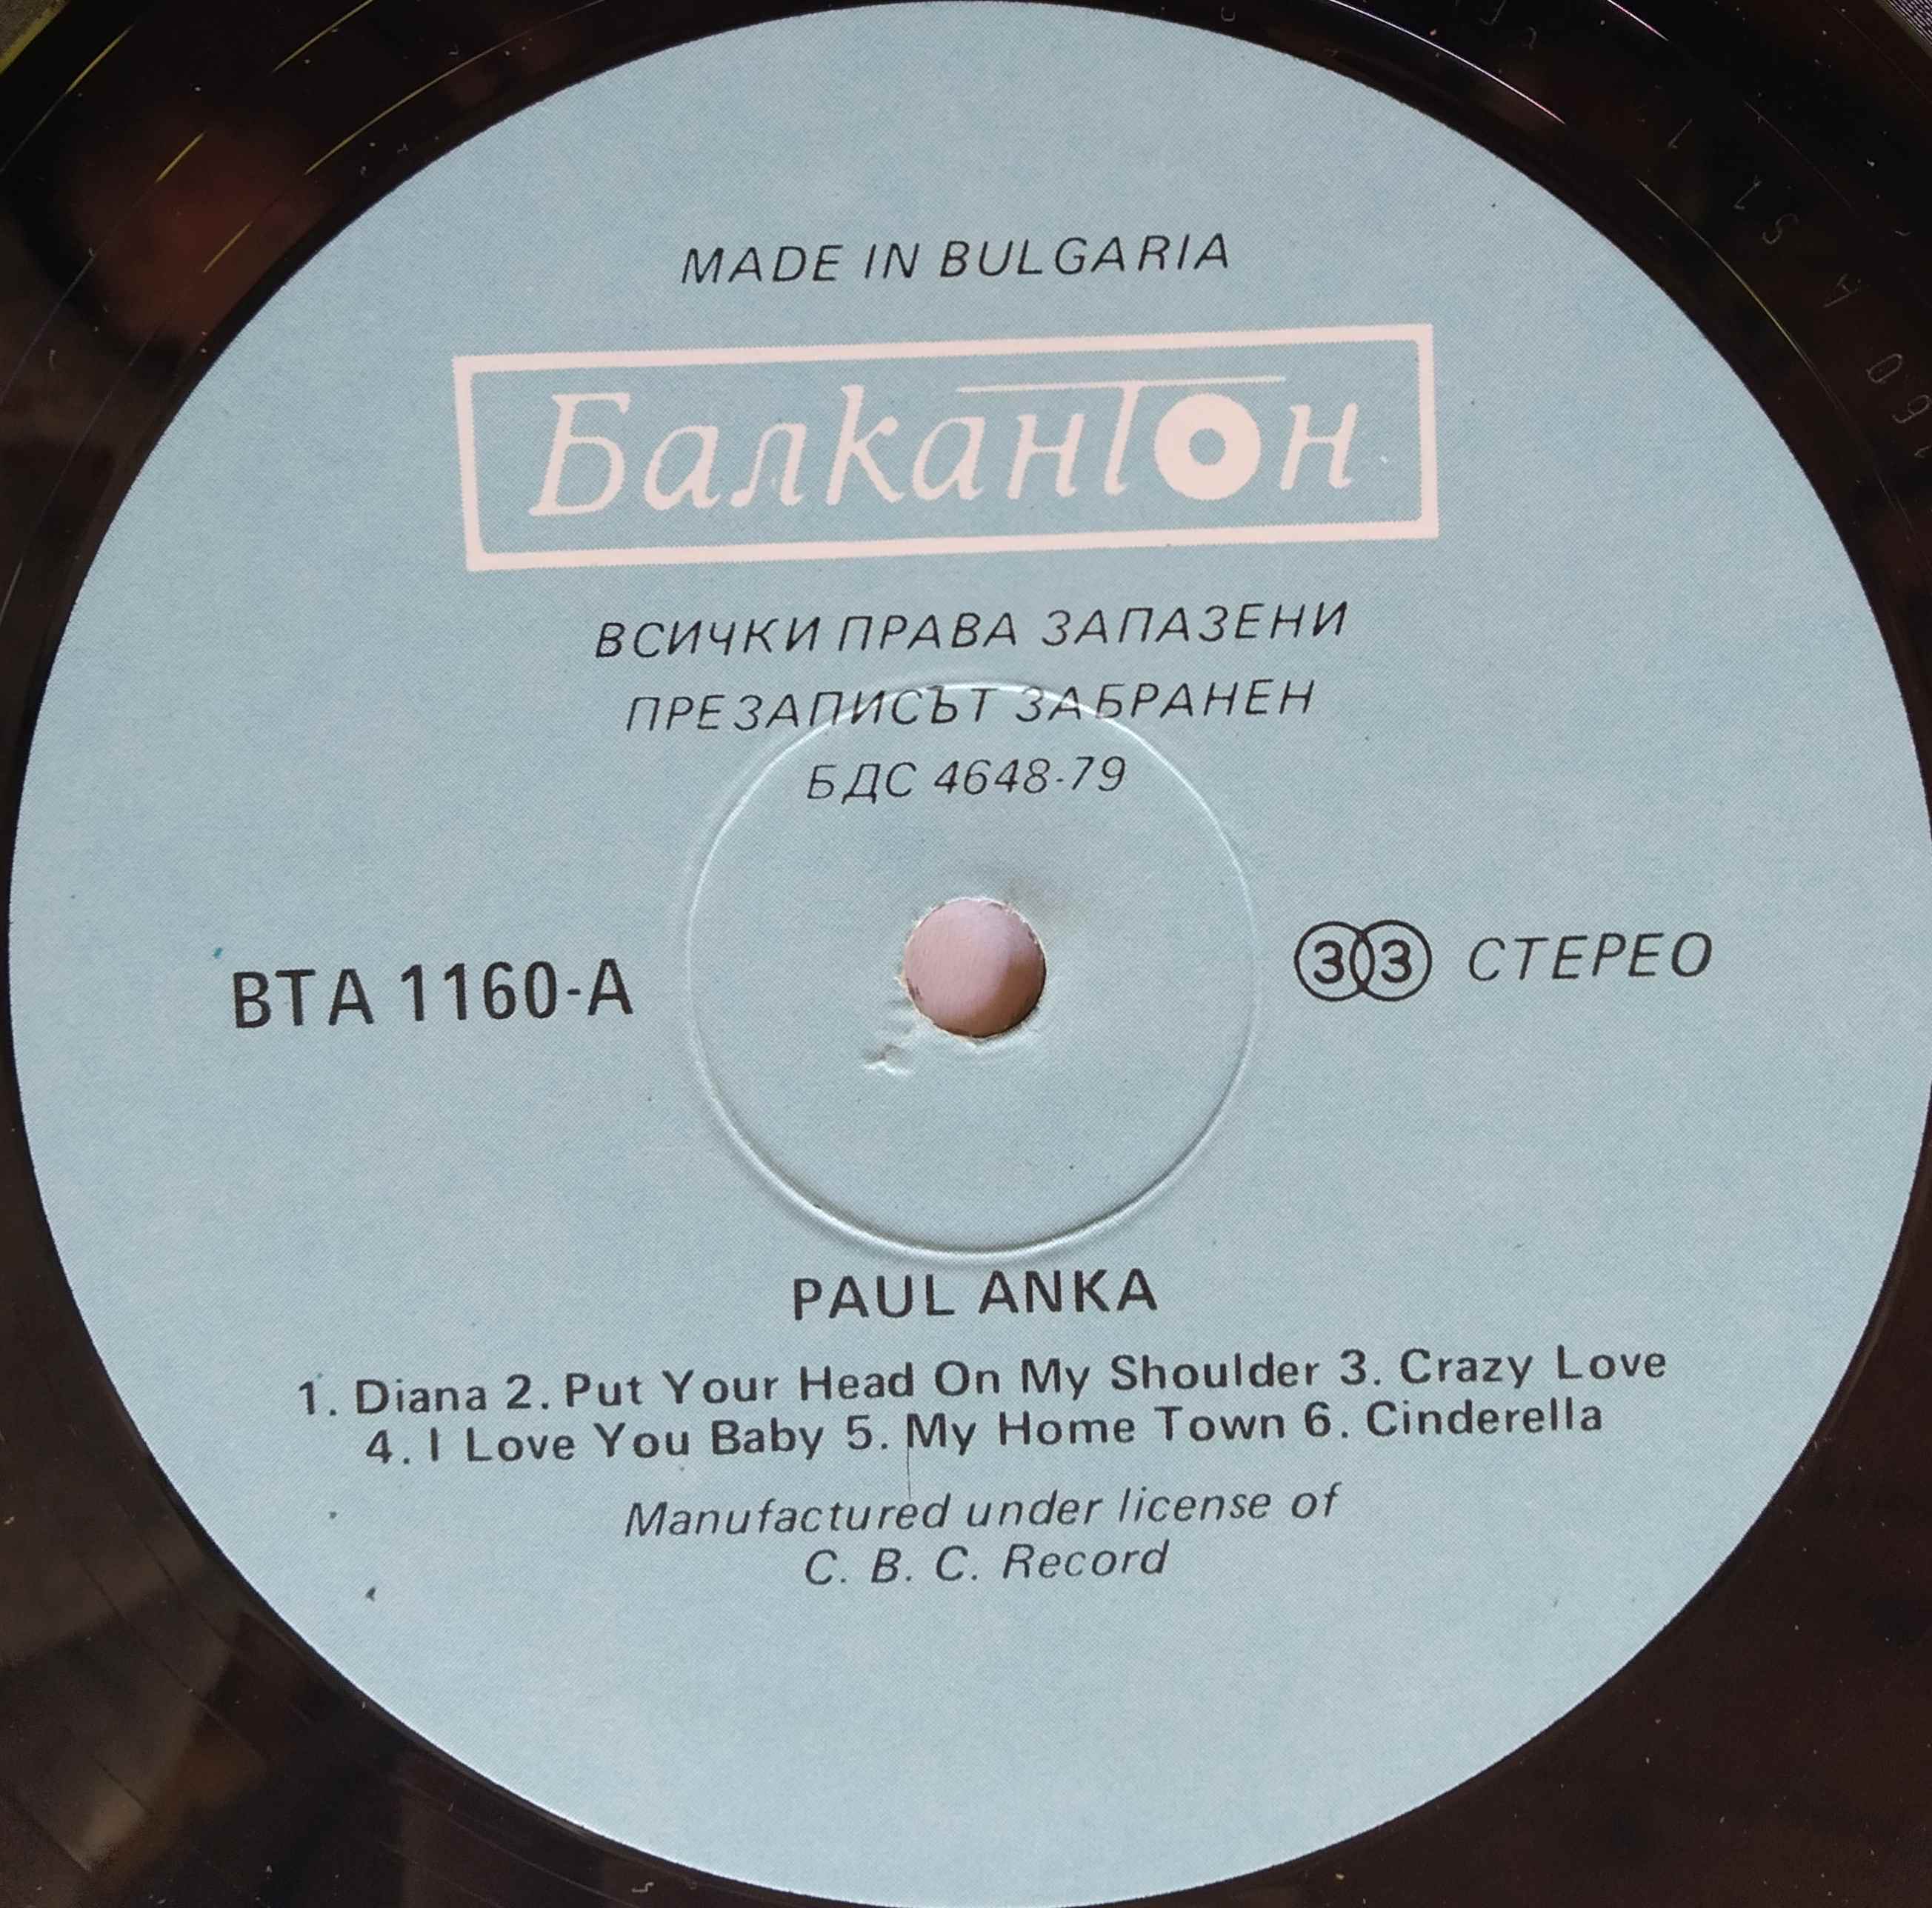 MADE IN BULGARIA
Балкантон
ВСИЧКИ ПРАВА ЗАПАЗЕНИ
ПРЕЗАПИСЪТ ЗАБРАНЕН
БДС 4648-79
ВТА 1160-А
33 СТЕРЕО
PAUL ANKA
1. Diana 2. Put Your Head On My Shoulder 3. Crazy Love
4. I Love You Baby 5. My Home Town 6. Cinderella
Manufactured under license of
C. B. C. Record